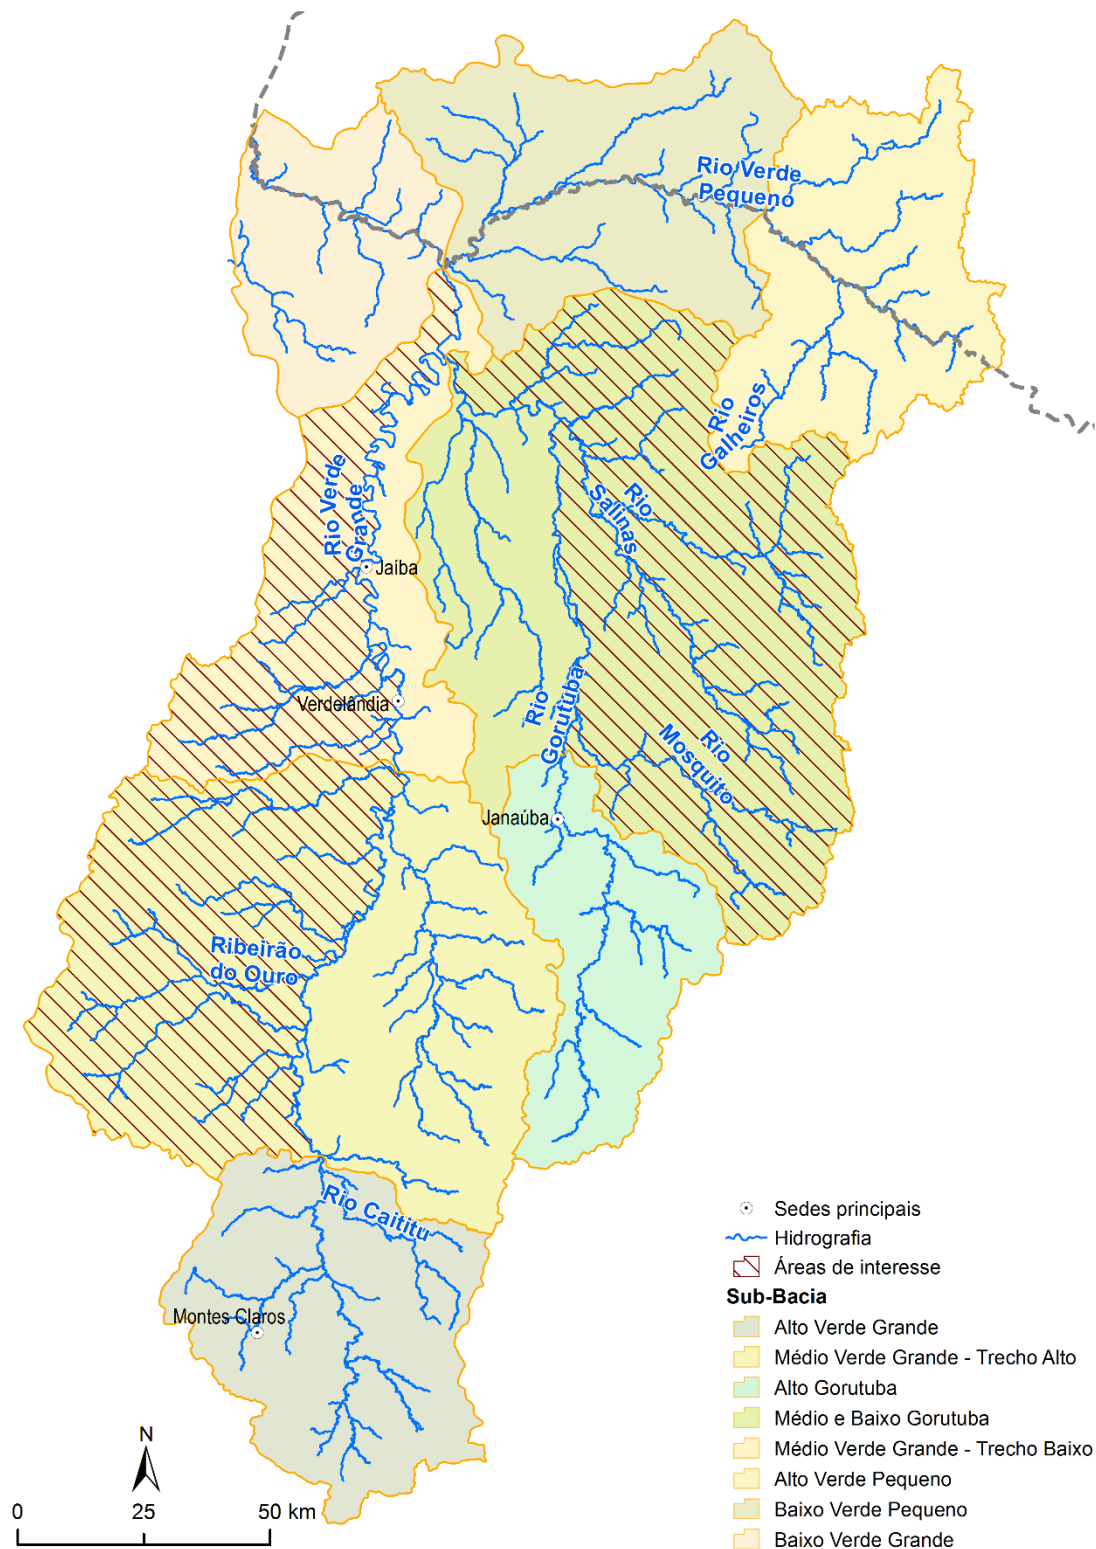 Rio Verde
Pequeno
Rio
Galheiros
Rio Verde
Grande
Rio
Salinas
Jaíba
Rio
Gorutuba
Verdelândia
Rio
Mosquito
Janaúba
Ribeirão
do Ouro
Rio Caititu
Montes Claros
N
0 25 50 km
Sedes principais
Hidrografia
Áreas de interesse
Sub-Bacia
Alto Verde Grande
Médio Verde Grande - Trecho Alto
Alto Gorutuba
Médio e Baixo Gorutuba
Médio Verde Grande - Trecho Baixo
Alto Verde Pequeno
Baixo Verde Pequeno
Baixo Verde Grande